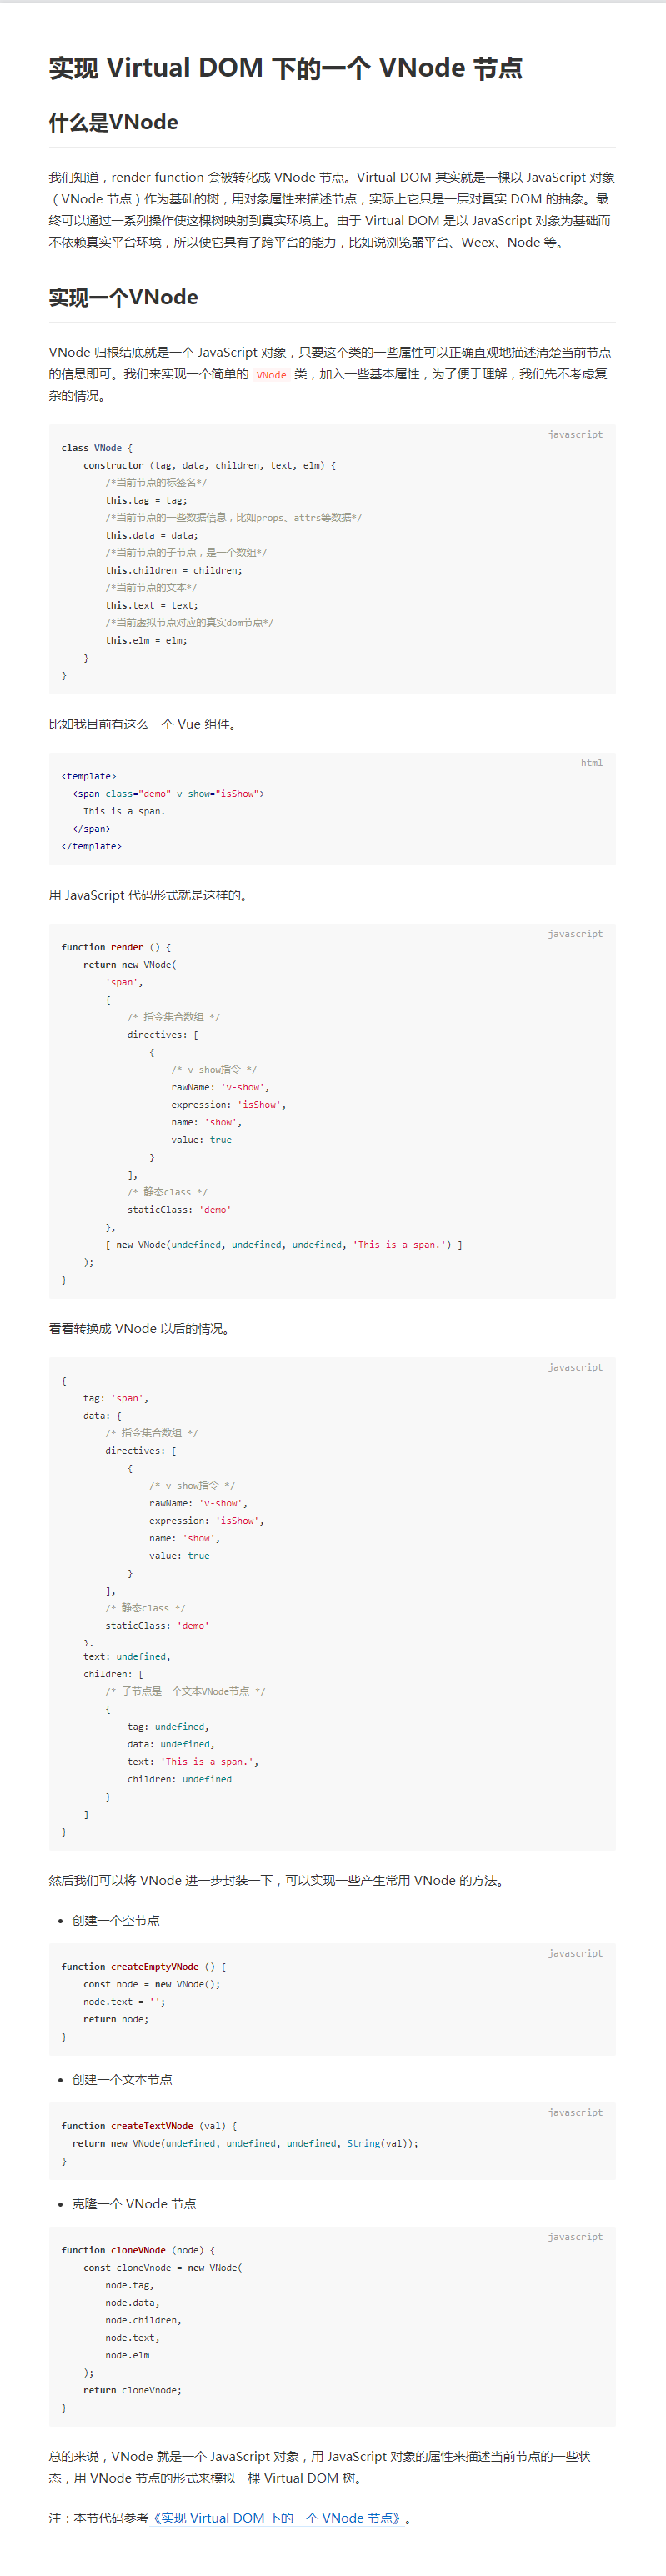 实现 Virtual DOM 下的一个 VNode 节点
什么是VNode
我们知道，render function 会被转化成 VNode 节点。Virtual DOM 其实就是一棵以 JavaScript 对象
（ VNode 节点）作为基础的树，用对象属性来描述节点，实际上它只是一层对真实 DOM 的抽象。最
终可以通过一系列操作使这棵树映射到真实环境上。由于 Virtual DOM 是以 JavaScript 对象为基础而
不依赖真实平台环境，所以使它具有了跨平台的能力，比如说浏览器平台、Weex、Node 等。
实现一个VNode
VNode 归根结底就是一个 JavaScript 对象，只要这个类的一些属性可以正确直观地描述清楚当前节点
的信息即可。我们来实现一个简单的 VNode 类，加入一些基本属性，为了便于理解，我们先不考虑复
杂的情况。
javascript
class VNode {
    constructor (tag, data, children, text, elm) {
        /*当前节点的标签名*/
        this.tag = tag;
        /*当前节点的一些数据信息，比如props、attrs等数据*/
        this.data = data;
        /*当前节点的子节点，是一个数组*/
        this.children = children;
        /*当前节点的文本*/
        this.text = text;
        /*当前虚拟节点对应的真实dom节点*/
        this.elm = elm;
    }
}
比如我目前有这么一个 Vue 组件。
html
<template>
  <span class="demo" v-show="isShow">
    This is a span.
  </span>
</template>
用 JavaScript 代码形式就是这样的。
javascript
function render () {
    return new VNode(
        'span',
        {
            /* 指令集合数组 */
            directives: [
                {
                    /* v-show指令 */
                    rawName: 'v-show',
                    expression: 'isShow',
                    name: 'show',
                    value: true
                }
            ],
            /* 静态class */
            staticClass: 'demo'
        },
        [ new VNode(undefined, undefined, undefined, 'This is a span.') ]
    );
}
看看转换成 VNode 以后的情况。
javascript
{
    tag: 'span',
    data: {
        /* 指令集合数组 */
        directives: [
            {
                /* v-show指令 */
                rawName: 'v-show',
                expression: 'isShow',
                name: 'show',
                value: true
            }
        ],
        /* 静态class */
        staticClass: 'demo'
    },
    text: undefined,
    children: [
        /* 子节点是一个文本VNode节点 */
        {
            tag: undefined,
            data: undefined,
            text: 'This is a span.',
            children: undefined
        }
    ]
}
然后我们可以将 VNode 进一步封装一下，可以实现一些产生常用 VNode 的方法。
• 创建一个空节点
javascript
function createEmptyVNode () {
    const node = new VNode();
    node.text = '';
    return node;
}
• 创建一个文本节点
javascript
function createTextVNode (val) {
  return new VNode(undefined, undefined, undefined, String(val));
}
• 克隆一个 VNode 节点
javascript
function cloneVNode (node) {
    const cloneVnode = new VNode(
        node.tag,
        node.data,
        node.children,
        node.text,
        node.elm
    );
    return cloneVnode;
}
总的来说，VNode 就是一个 JavaScript 对象，用 JavaScript 对象的属性来描述当前节点的一些状
态，用 VNode 节点的形式来模拟一棵 Virtual DOM 树。
注：本节代码参考《实现 Virtual DOM 下的一个 VNode 节点》。